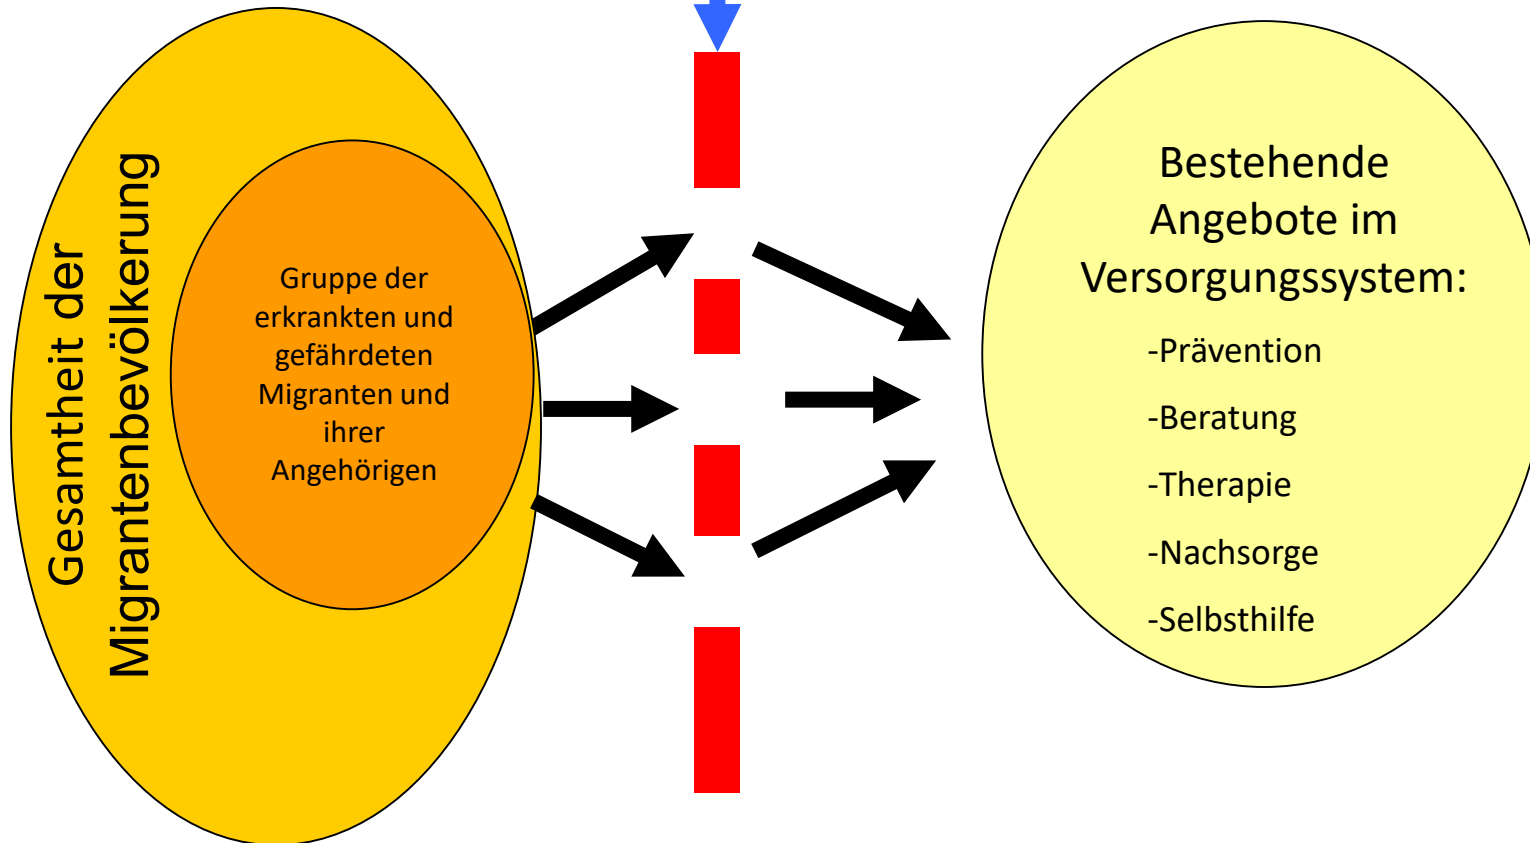 Gesamtheit der
Migrantenbevölkerung
Gruppe der
erkrankten und
gefährdeten
Migranten und
ihrer
Angehörigen
Bestehende
Angebote im
Versorgungssystem:
-Prävention
-Beratung
-Therapie
-Nachsorge
-Selbsthilfe